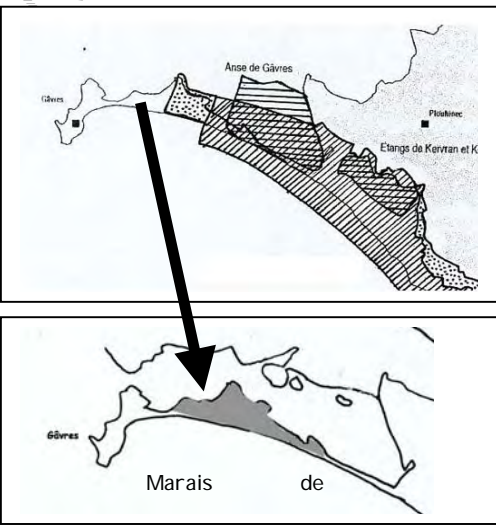 Anse de Gâvres
Gâvres
Plouhinec
Etangs de Kervran et K
Gâvres
Marais de